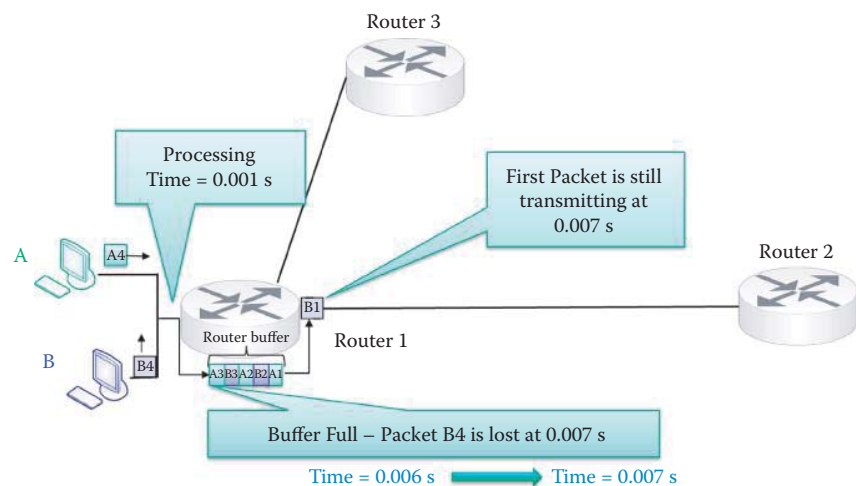 Router 3
Processing
Time = 0.001 s
First Packet is still
transmitting at
0.007 s
A
A4
Router 2
B1
Router buffer
Router 1
B
B4
A3 B3 A2 B2 A1
Buffer Full – Packet B4 is lost at 0.007 s
Time = 0.006 s
Time = 0.007 s